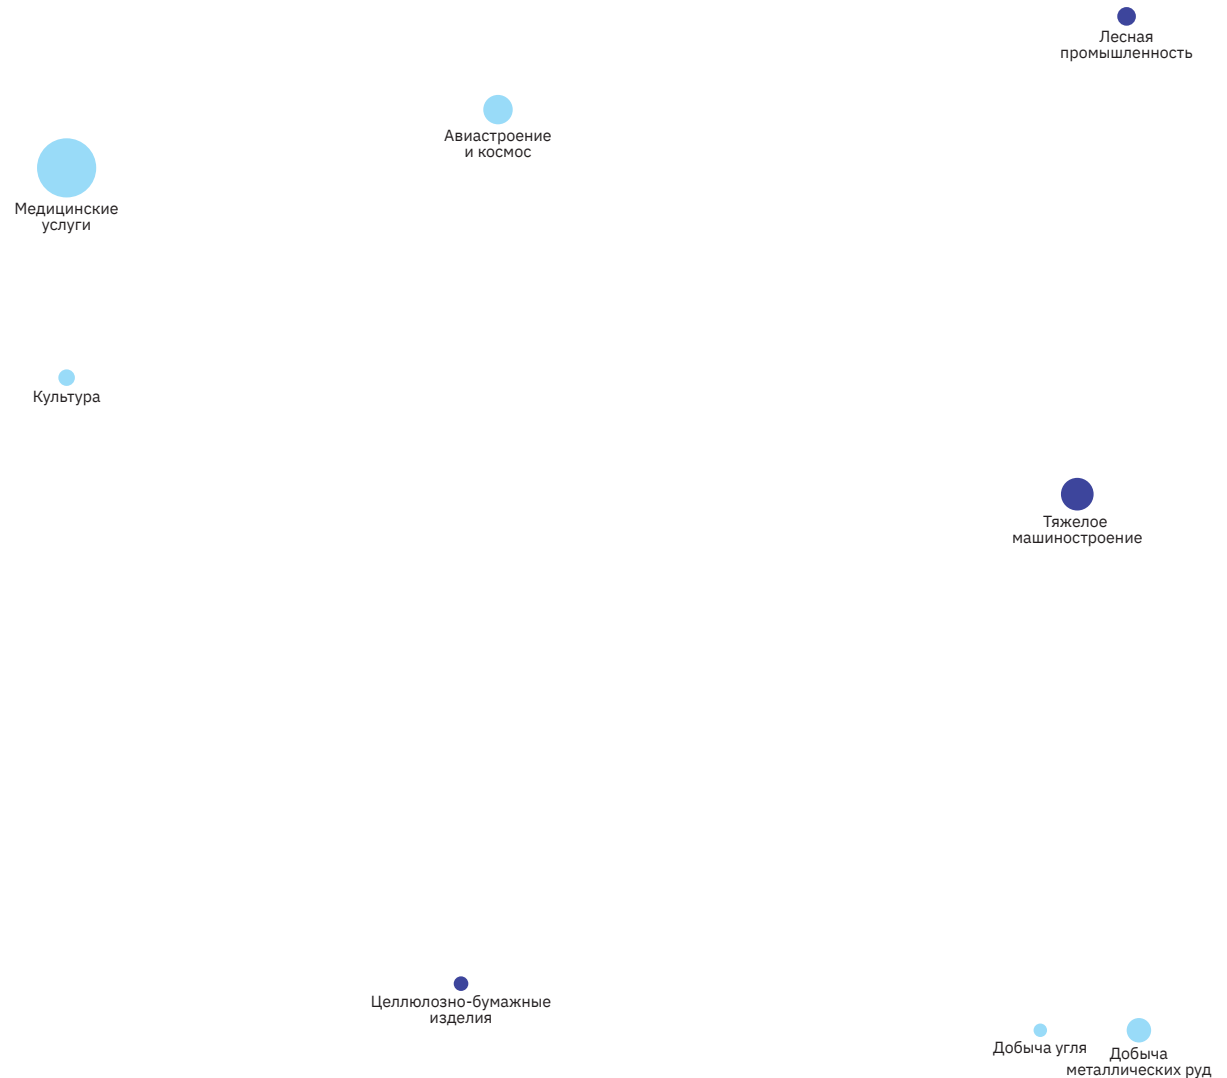 Лесная
промышленность
Авиастроение
и космос
Медицинские
услуги
Культура
Тяжелое
машиностроение
Целлюлозно-бумажные
изделия
Добыча угля
Добыча
металлических руд